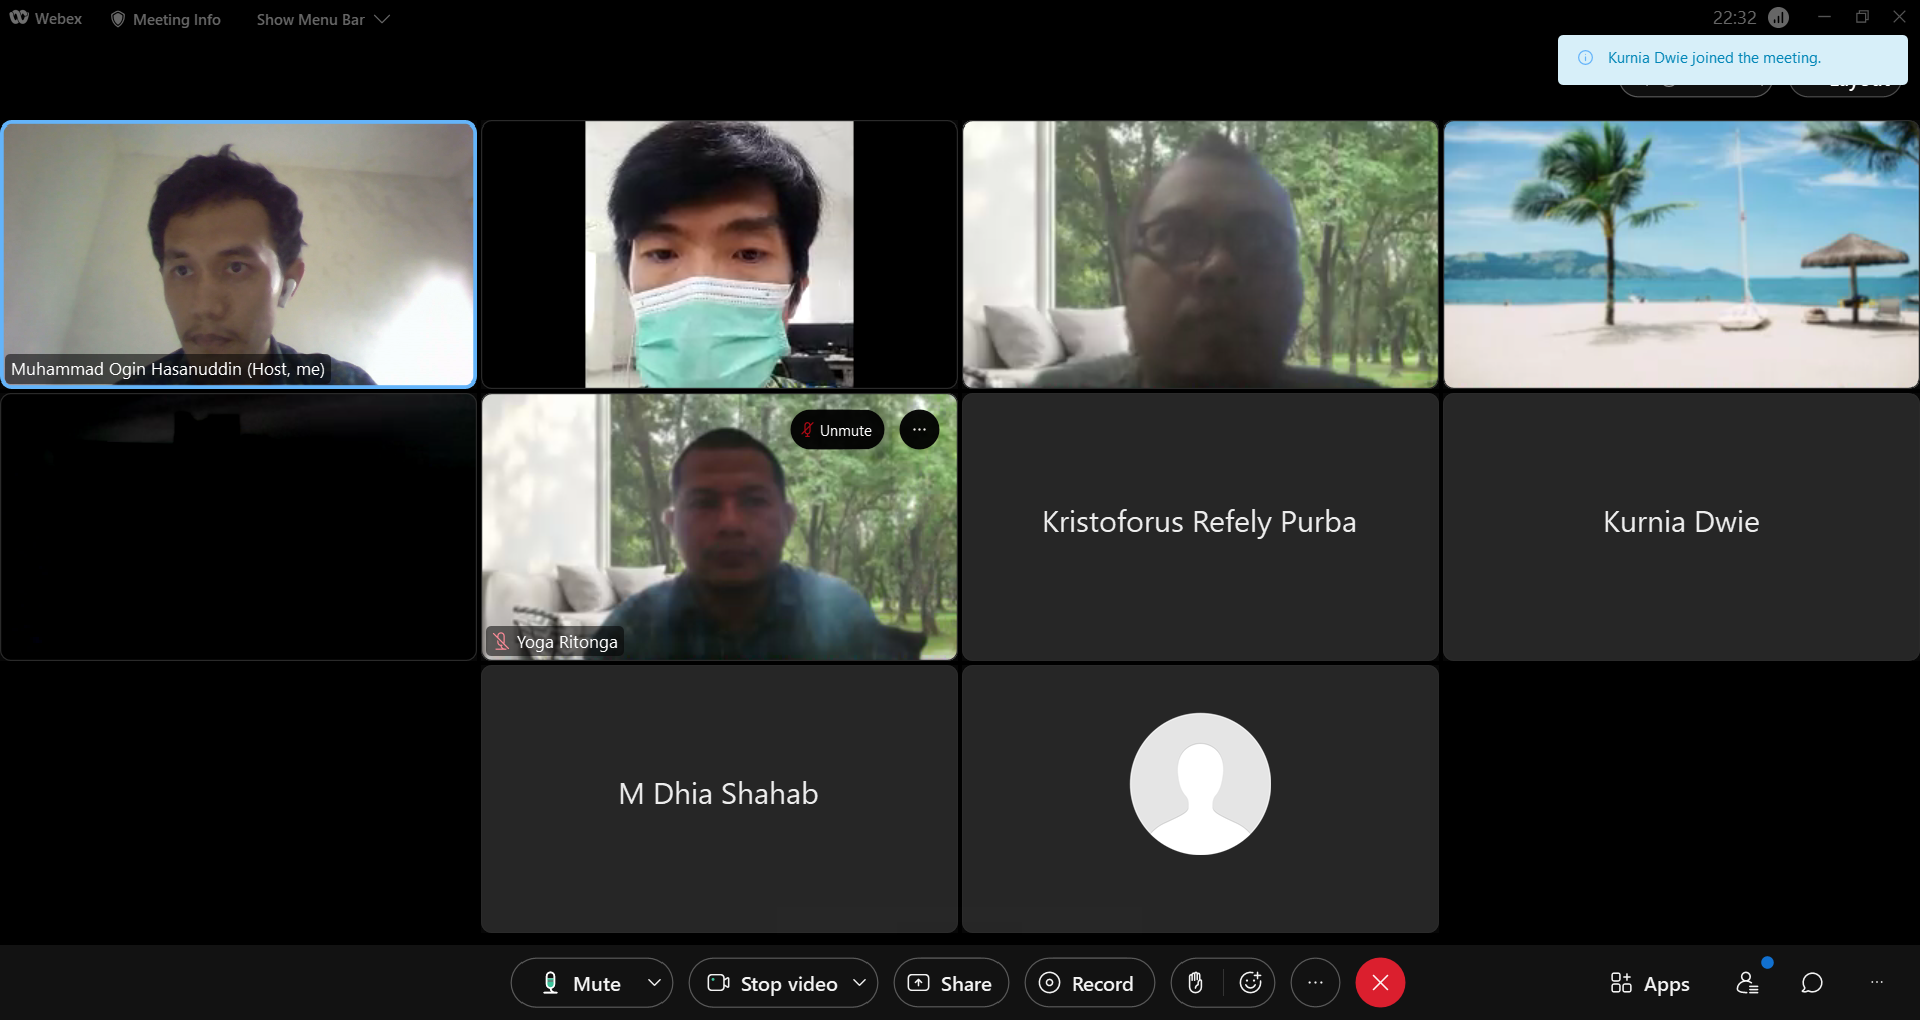 Webex
Meeting Info
Show Menu Bar
22:32
Kurnia Dwie joined the meeting.
Muhammad Ogin Hasanuddin (Host, me)
Unmute
Yoga Ritonga
Kristoforus Refely Purba
Kurnia Dwie
M Dhia Shahab
Mute
Stop video
Share
Record
Apps